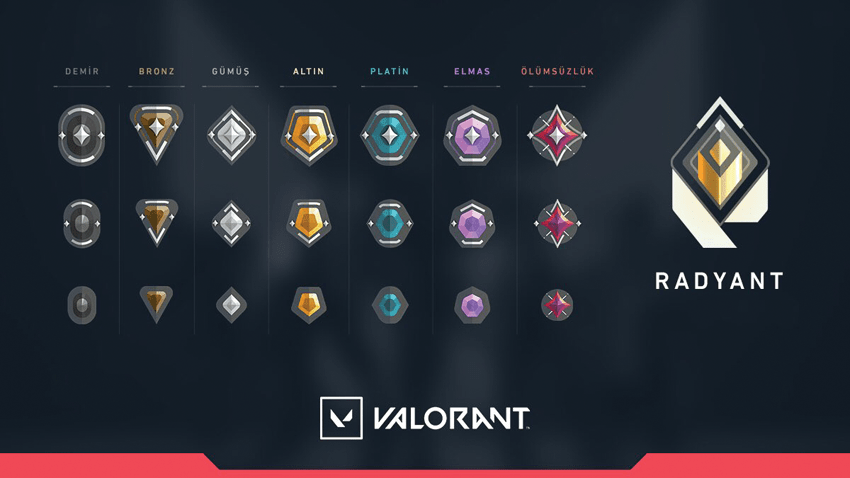 DEMİR BRONZ GÜMÜŞ ALTIN PLATİN ELMAS ÖLÜMSÜZLÜK
RADYANT
VALORANT